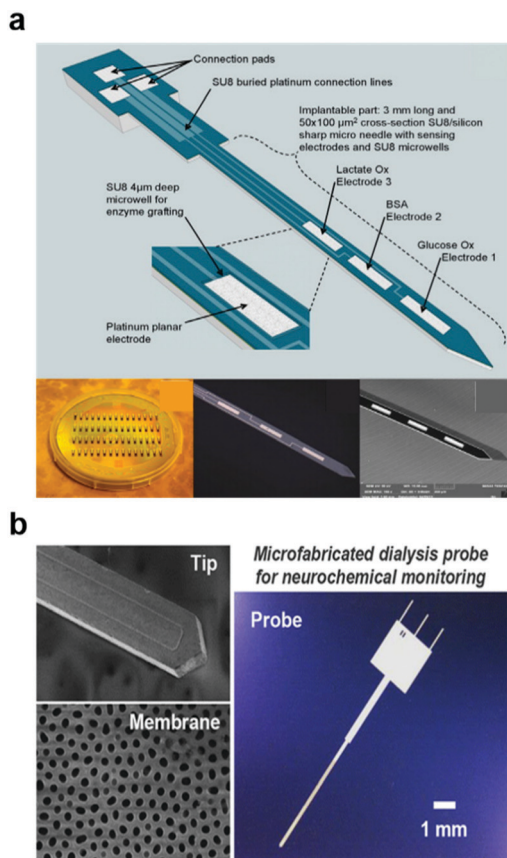 a
Connection pads
SU8 buried platinum connection lines
Implantable part: 3 mm long and
50x100 µm² cross-section SU8/silicon
sharp micro needle with sensing
electrodes and SU8 microwells
Lactate Ox
Electrode 3
SU8 4µm deep
microwell for
enzyme grafting
BSA
Electrode 2
Glucose Ox
Electrode 1
Platinum planar
electrode
b
Tip
Microfabricated dialysis probe
for neurochemical monitoring
Probe
Membrane
1 mm